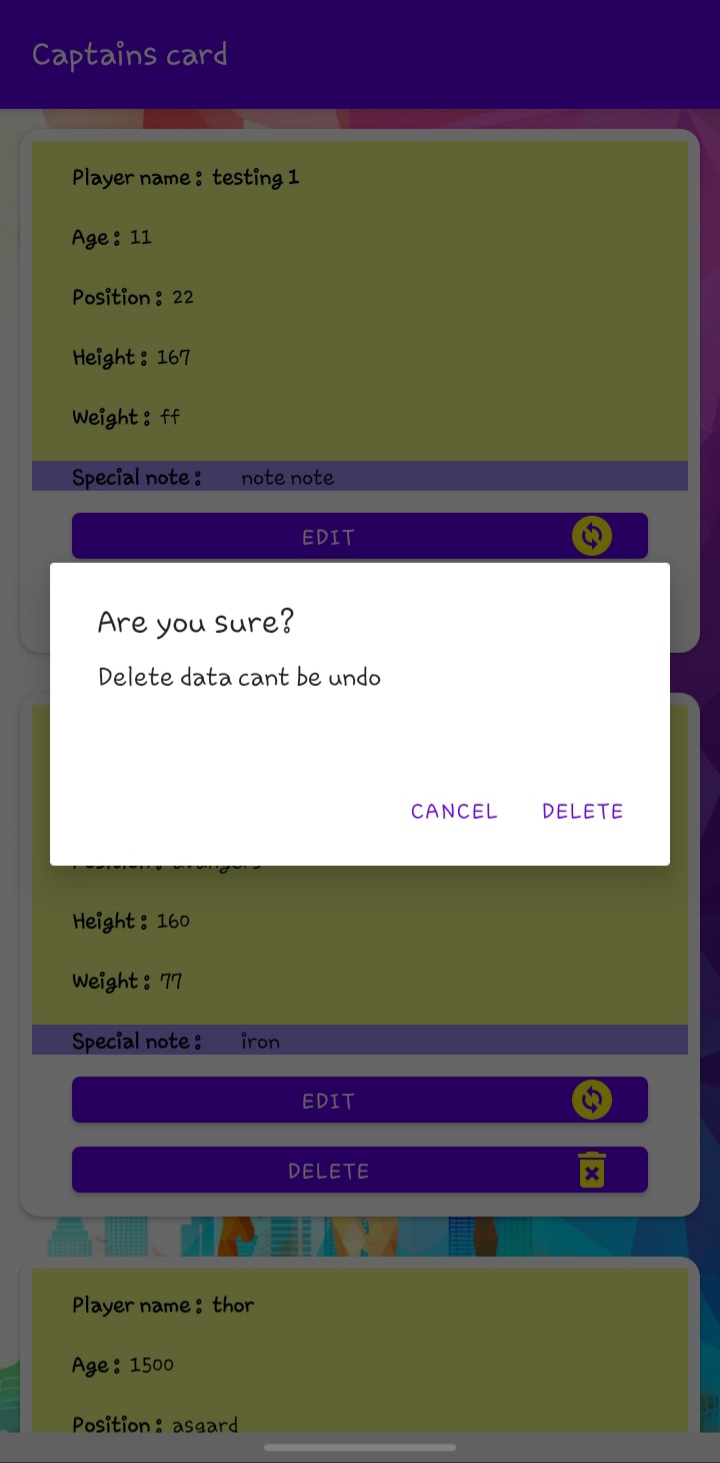 Captains card
Player name : testing 1
Age : 11
Position : 22
Height : 167
Weight : ff
Special note : note note
EDIT
Are you sure?
Delete data cant be undo
CANCEL DELETE
Height : 160
Weight : 77
Special note : iron
EDIT
DELETE
Player name : thor
Age : 1500
Position : asgard